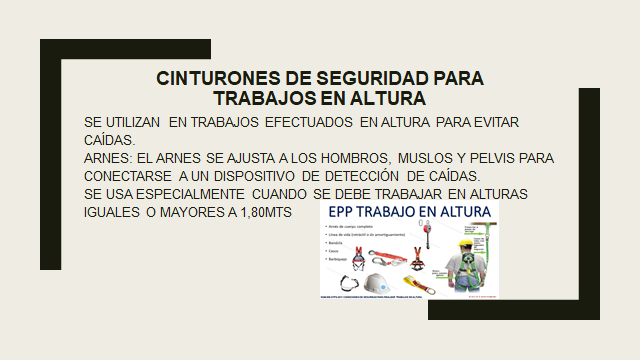 CINTURONES DE SEGURIDAD PARA
TRABAJOS EN ALTURA
SE UTILIZAN EN TRABAJOS EFECTUADOS EN ALTURA PARA EVITAR
CAÍDAS.
ARNES: EL ARNES SE AJUSTA A LOS HOMBROS, MUSLOS Y PELVIS PARA
CONECTARSE A UN DISPOSITIVO DE DETECCIÓN DE CAÍDAS.
SE USA ESPECIALMENTE CUANDO SE DEBE TRABAJAR EN ALTURAS
IGUALES O MAYORES A 1,80MTS
EPP TRABAJO EN ALTURA
Arnés de cuerpo completo
Línea de vida (retráctil o de amortiguamiento)
Bandola
Casco
Barbiquejo